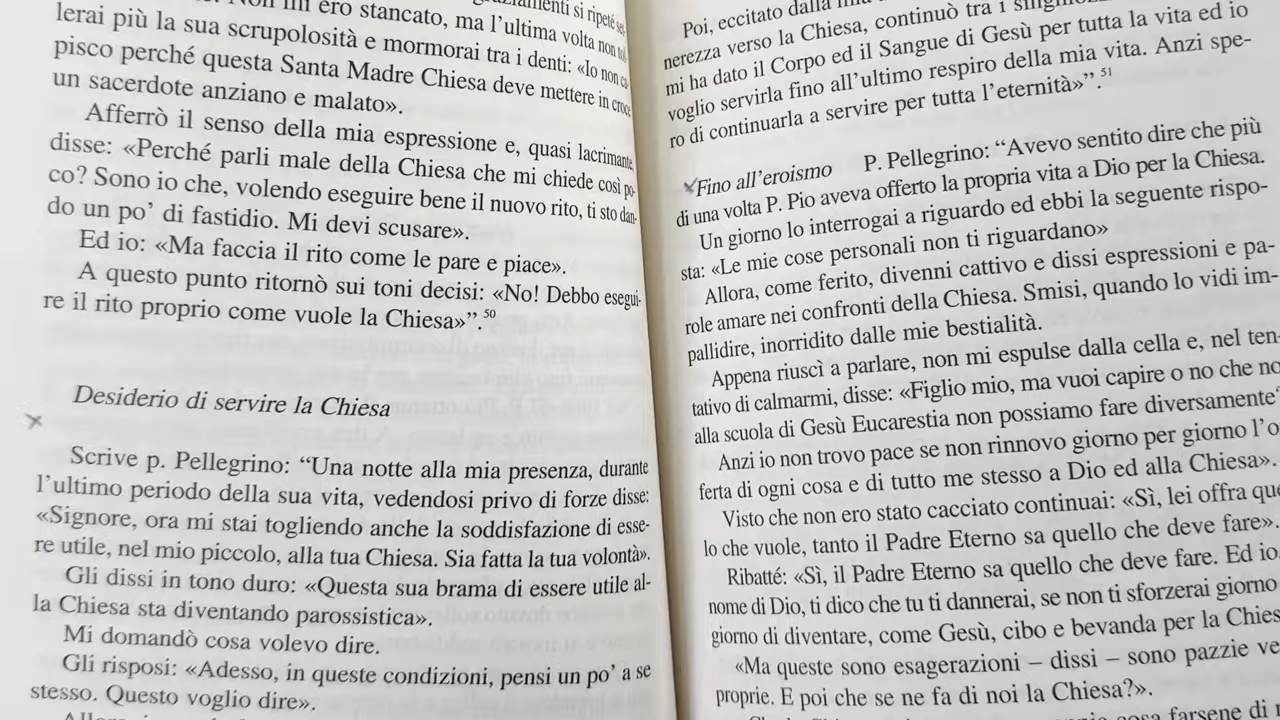 si ripeté
mi ero stancato, ma l'ultima volta non
lerai più la sua scrupolosità e mormorai tra i denti: «Io non ca-
pisco perché questa Santa Madre Chiesa deve mettere in croce
un sacerdote anziano e malato».
Afferrò il senso della mia espressione e, quasi lacrimante,
disse: «Perché parli male della Chiesa che mi chiede così po-
co? Sono io che, volendo eseguire bene il nuovo rito, ti sto dan-
do un po' di fastidio. Mi devi scusare».
Ed io: «Ma faccia il rito come le pare e piace».
A questo punto ritornò sui toni decisi: «No! Debbo esegui-
re il rito proprio come vuole la Chiesa»”.50
Desiderio di servire la Chiesa
Scrive p. Pellegrino: “Una notte alla mia presenza, durante
l'ultimo periodo della sua vita, vedendosi privo di forze disse:
«Signore, ora mi stai togliendo anche la soddisfazione di esse-
re utile, nel mio piccolo, alla tua Chiesa. Sia fatta la tua volontà».
Gli dissi in tono duro: «Questa sua brama di essere utile al-
la Chiesa sta diventando parossistica».
Mi domandò cosa volevo dire.
Gli risposi: «Adesso, in queste condizioni, pensi un po' a se
stesso. Questo voglio dire».
Poi, eccitato dalla
nerezza verso la Chiesa, continuò tra i
mi ha dato il Corpo ed il Sangue di Gesù per tutta la vita ed io
voglio servirla fino all'ultimo respiro della mia vita. Anzi spe-
ro di continuarla a servire per tutta l'eternità»”.51
Fino all'eroismo P. Pellegrino: “Avevo sentito dire che più
di una volta P. Pio aveva offerto la propria vita a Dio per la Chiesa.
Un giorno lo interrogai a riguardo ed ebbi la seguente rispo-
sta: «Le mie cose personali non ti riguardano»
Allora, come ferito, divenni cattivo e dissi espressioni e pa-
role amare nei confronti della Chiesa. Smisi, quando lo vidi im-
pallidire, inorridito dalle mie bestialità.
Appena riuscì a parlare, non mi espulse dalla cella e, nel ten-
tativo di calmarmi, disse: «Figlio mio, ma vuoi capire o no che no
alla scuola di Gesù Eucarestia non possiamo fare diversamente
Anzi io non trovo pace se non rinnovo giorno per giorno l'o
ferta di ogni cosa e di tutto me stesso a Dio ed alla Chiesa».
Visto che non ero stato cacciato continuai: «Sì, lei offra que
lo che vuole, tanto il Padre Eterno sa quello che deve fare».
Ribatté: «Sì, il Padre Eterno sa quello che deve fare. Ed io
nome di Dio, ti dico che tu ti dannerai, se non ti sforzerai giorno
giorno di diventare, come Gesù, cibo e bevanda per la Chies
«Ma queste sono esagerazioni – dissi – sono pazzie ve
proprie. E poi che se ne fa di noi la Chiesa?».
cosa farsene di